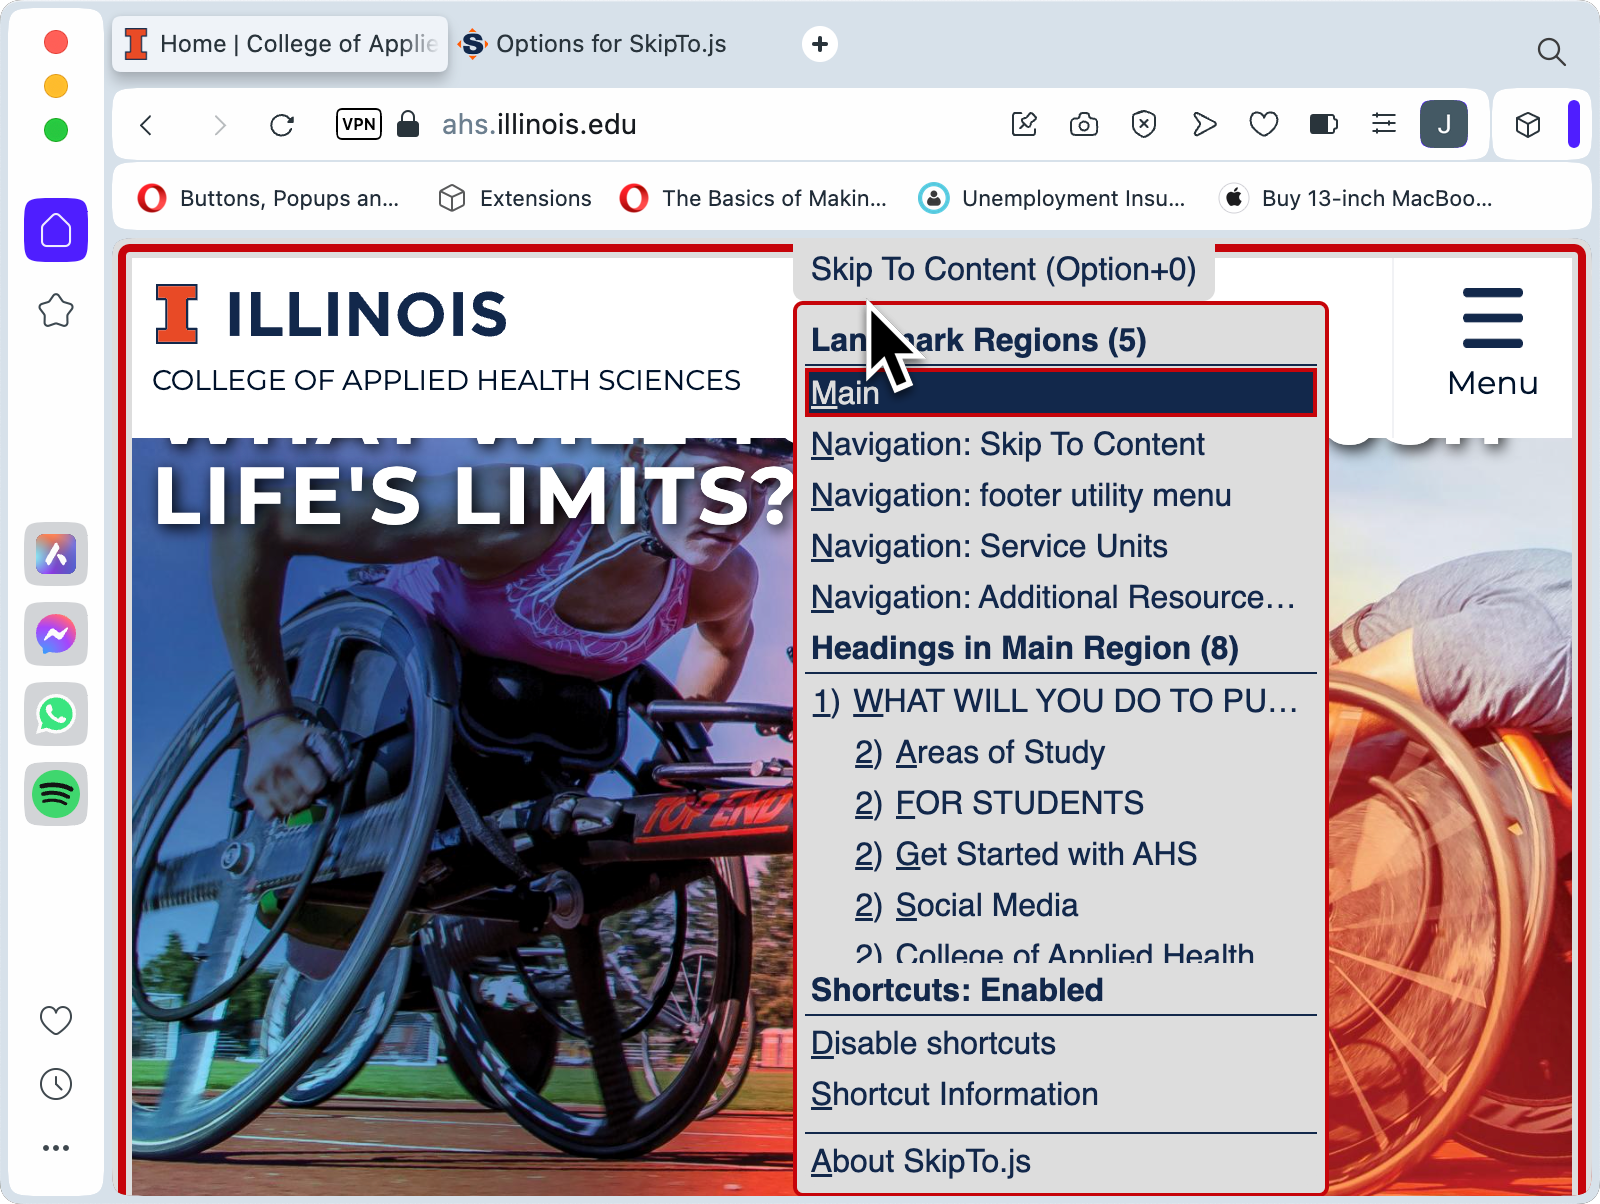 Home | College of Applie
Options for SkipTo.js
VPN
ahs.illinois.edu
J
Buttons, Popups an...
Extensions
The Basics of Makin...
Unemployment Insu...
Buy 13-inch MacBoo...
ILLINOIS
COLLEGE OF APPLIED HEALTH SCIENCES
Menu
LIFE'S LIMITS?
TOP END
Skip To Content (Option+0)
Landmark Regions (5)
Main
Navigation: Skip To Content
Navigation: footer utility menu
Navigation: Service Units
Navigation: Additional Resource...
Headings in Main Region (8)
1) WHAT WILL YOU DO TO PU...
2) Areas of Study
2) FOR STUDENTS
2) Get Started with AHS
2) Social Media
2) College of Applied Health
Shortcuts: Enabled
Disable shortcuts
Shortcut Information
About SkipTo.js